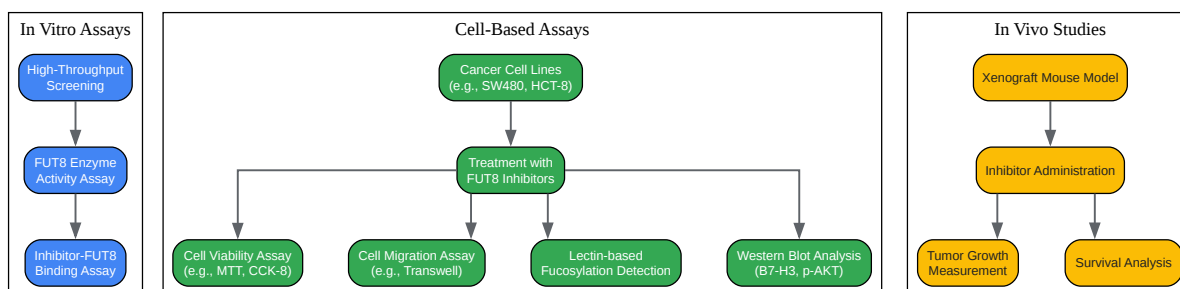 In Vitro Assays
High-Throughput
Screening
FUT8 Enzyme
Activity Assay
Inhibitor-FUT8
Binding Assay
Cell-Based Assays
Cancer Cell Lines
(e.g., SW480, HCT-8)
Treatment with
FUT8 Inhibitors
Cell Viability Assay
(e.g., MTT, CCK-8)
Cell Migration Assay
(e.g., Transwell)
Lectin-based
Fucosylation Detection
Western Blot Analysis
(B7-H3, p-AKT)
In Vivo Studies
Xenograft Mouse Model
Inhibitor Administration
Tumor Growth
Measurement
Survival Analysis